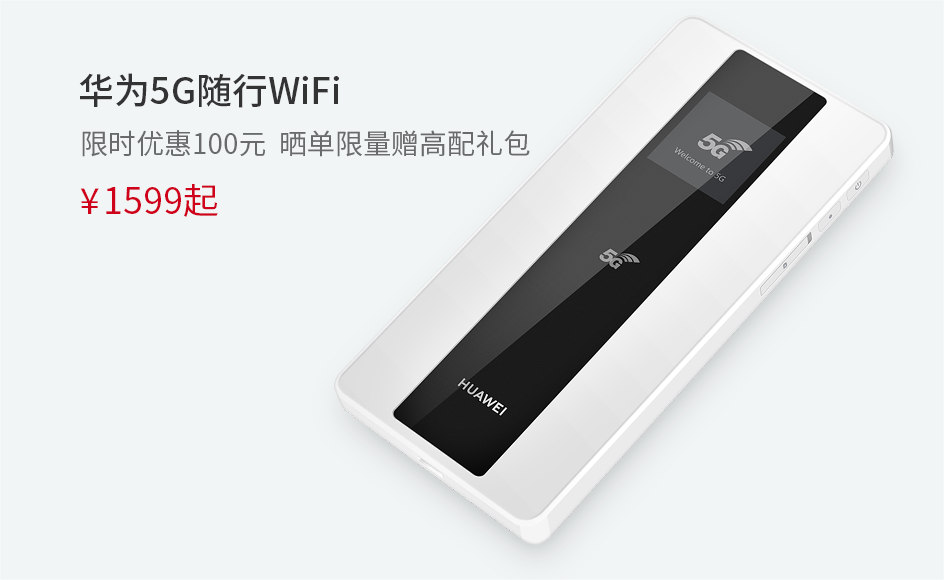 华为5G随行WiFi
限时优惠100元 晒单限量赠高配礼包
¥1599起
5G
Welcome to 5G
5G
HUAWEI